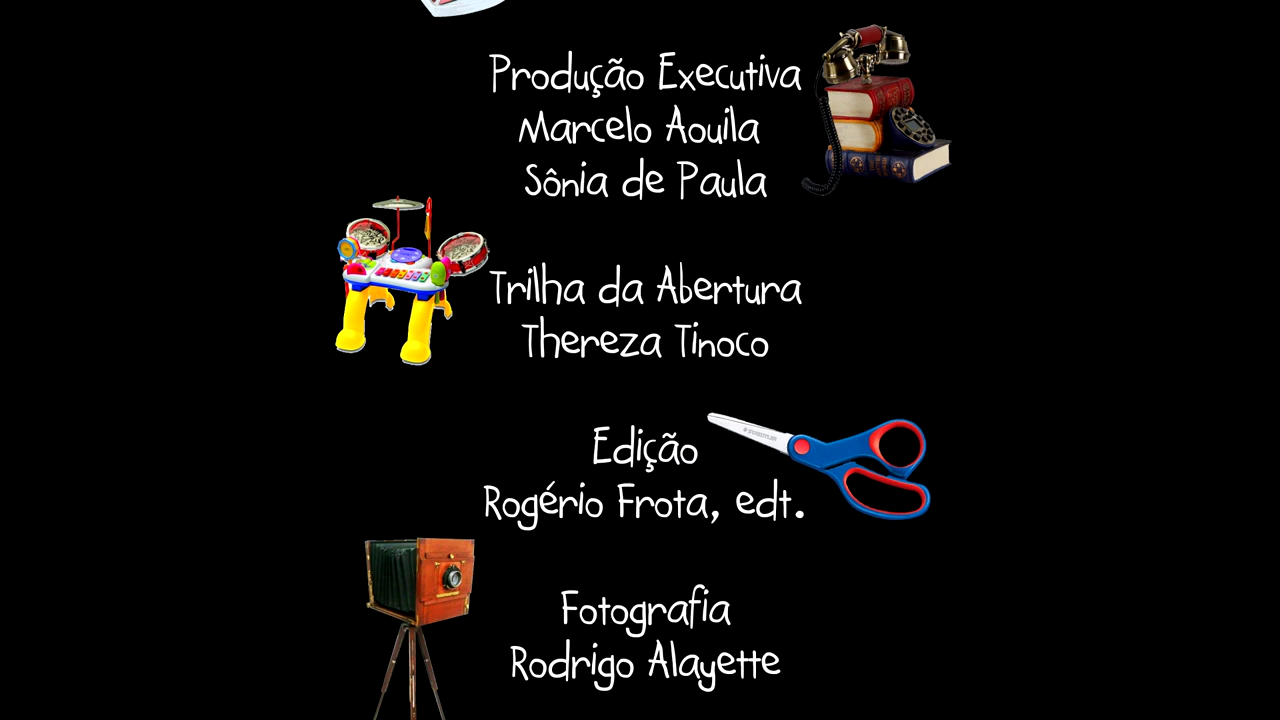 Produção Executiva
Marcelo Aouila
Sônia de Paula
Trilha da Abertura
Thereza Tinoco
Edição
Rogério Frota, edt.
Fotografia
Rodrigo Alayette